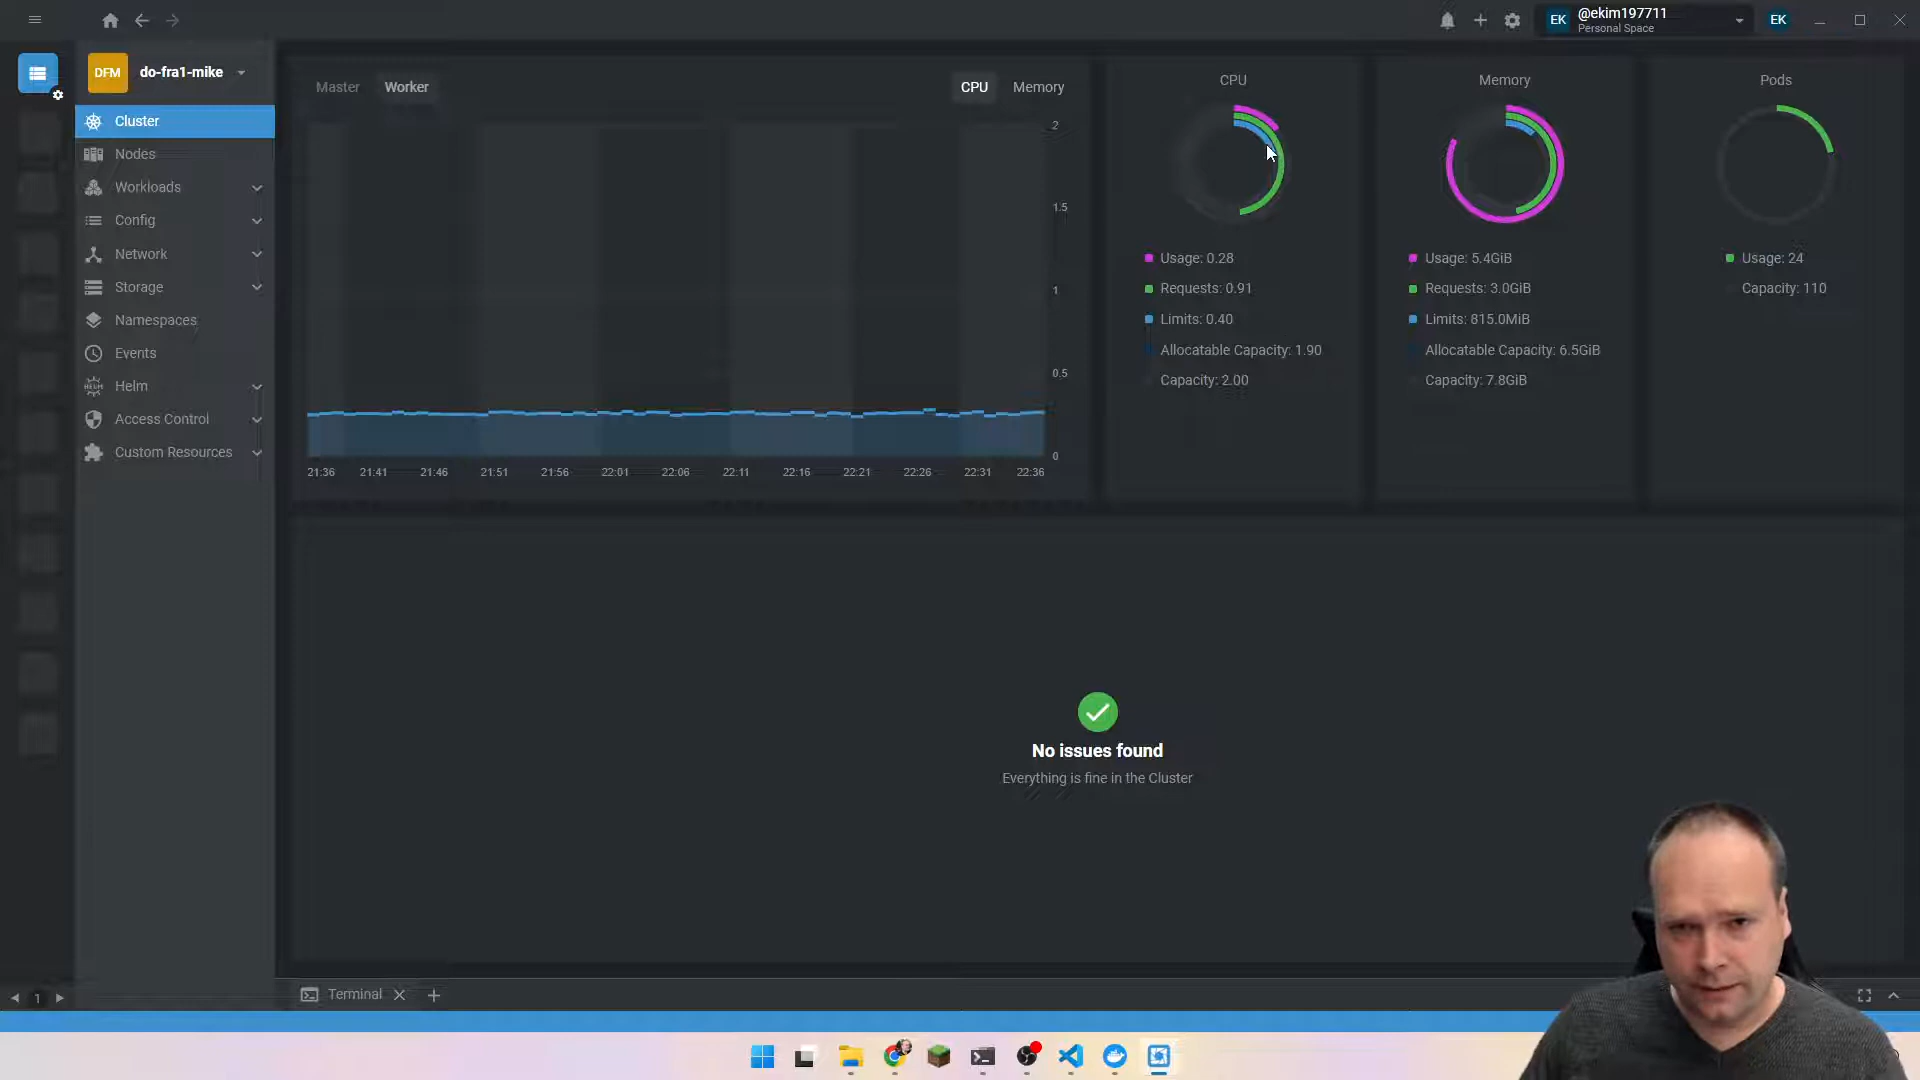 EK
@ekim197711
Personal Space
EK
DFM
do-fra1-mike
Cluster
Nodes
Workloads
Config
Network
Storage
Namespaces
Events
Helm
Access Control
Custom Resources
Master
Worker
CPU
Memory
2
1.5
1
0.5
0
21:36
21:41
21:46
21:51
21:56
22:01
22:06
22:11
22:16
22:21
22:26
22:31
22:36
CPU
Usage: 0.28
Requests: 0.91
Limits: 0.40
Allocatable Capacity: 1.90
Capacity: 2.00
Memory
Usage: 5.4GiB
Requests: 3.0GiB
Limits: 815.0MiB
Allocatable Capacity: 6.5GiB
Capacity: 7.8GiB
Pods
Usage: 24
Capacity: 110
No issues found
Everything is fine in the Cluster
1
Terminal